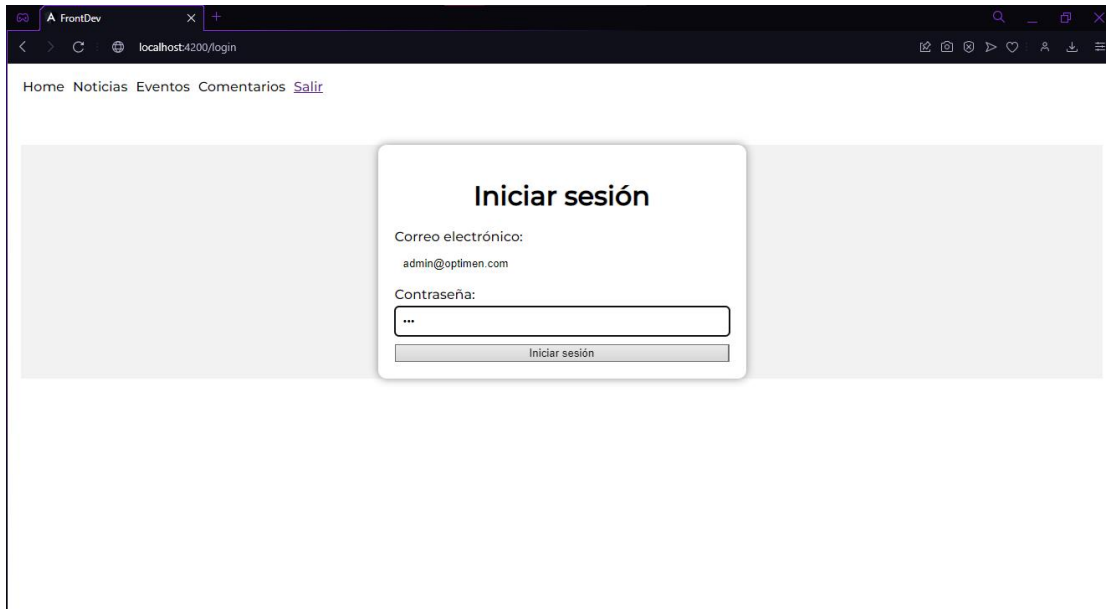 FrontDev
localhost:4200/login
Home Noticias Eventos Comentarios Salir
Iniciar sesión
Correo electrónico:
admin@optimen.com
Contraseña:
•••
Iniciar sesión